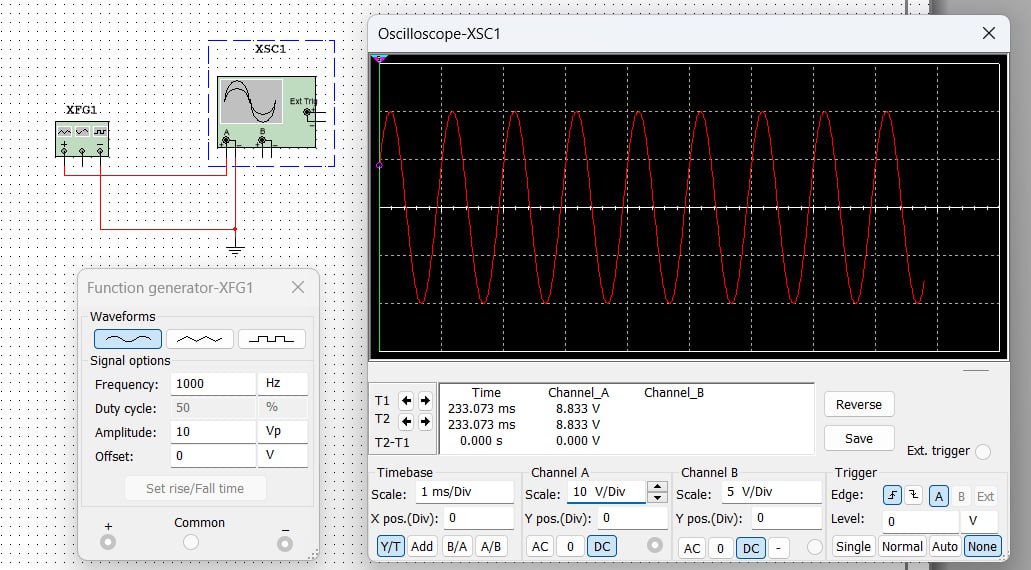 XSC1
Ext Trig
A
B
XFG1
Function generator-XFG1
Waveforms
Signal options
Frequency: 1000 Hz
Duty cycle: 50 %
Amplitude: 10 Vp
Offset: 0 V
Set rise/Fall time
+ Common −
Oscilloscope-XSC1
Time Channel_A Channel_B
T1 233.073 ms 8.833 V
T2 233.073 ms 8.833 V
T2-T1 0.000 s 0.000 V
Reverse
Save
Ext. trigger
Timebase
Scale: 1 ms/Div
X pos.(Div): 0
Y/T Add B/A A/B
Channel A
Scale: 10 V/Div
Y pos.(Div): 0
AC 0 DC
Channel B
Scale: 5 V/Div
Y pos.(Div): 0
AC 0 DC -
Trigger
Edge: A B Ext
Level: 0 V
Single Normal Auto None